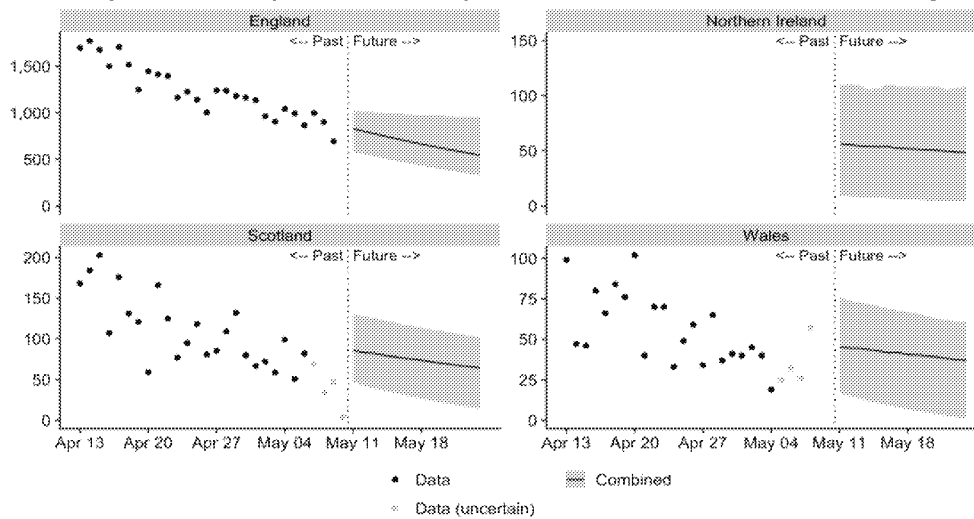 England
Northern Ireland
<-- Past Future -->
<-- Past Future -->
1,500
1,000
500
0
150
100
50
0
Scotland
Wales
<-- Past Future -->
<-- Past Future -->
200
150
100
50
0
100
75
50
25
0
Apr 13 Apr 20 Apr 27 May 04 May 11 May 18
Apr 13 Apr 20 Apr 27 May 04 May 11 May 18
Data
Combined
Data (uncertain)